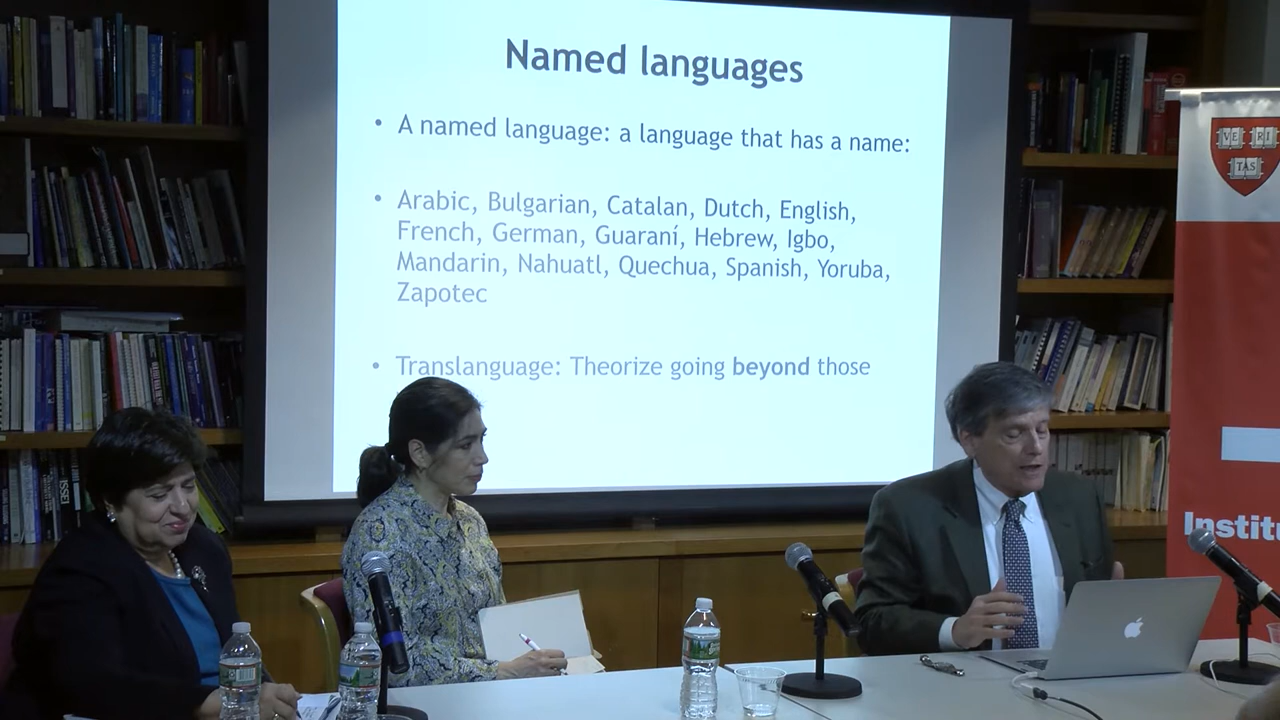 Named languages
• A named language: a language that has a name:
• Arabic, Bulgarian, Catalan, Dutch, English,
French, German, Guaraní, Hebrew, Igbo,
Mandarin, Nahuatl, Quechua, Spanish, Yoruba,
Zapotec
• Translanguage: Theorize going beyond those
VE RI
TAS
Institu